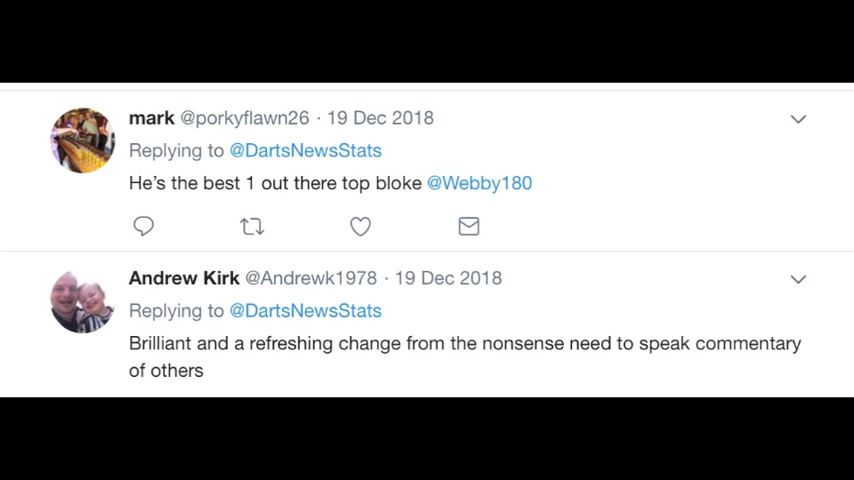 mark @porkyflawn26 · 19 Dec 2018
Replying to @DartsNewsStats
He's the best 1 out there top bloke @Webby180
Andrew Kirk @Andrewk1978 · 19 Dec 2018
Replying to @DartsNewsStats
Brilliant and a refreshing change from the nonsense need to speak commentary
of others